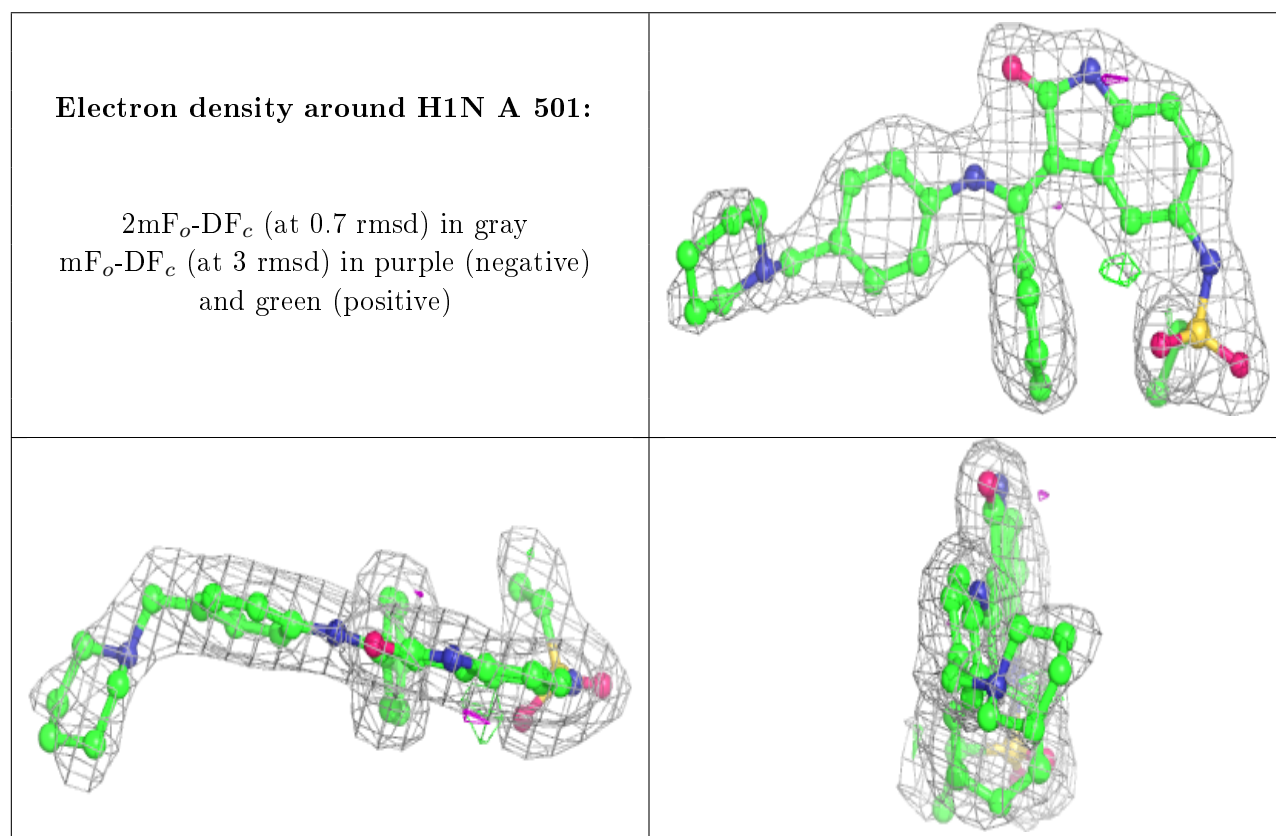 Electron density around H1N A 501:
2mFo-DFc (at 0.7 rmsd) in gray
mFo-DFc (at 3 rmsd) in purple (negative)
and green (positive)